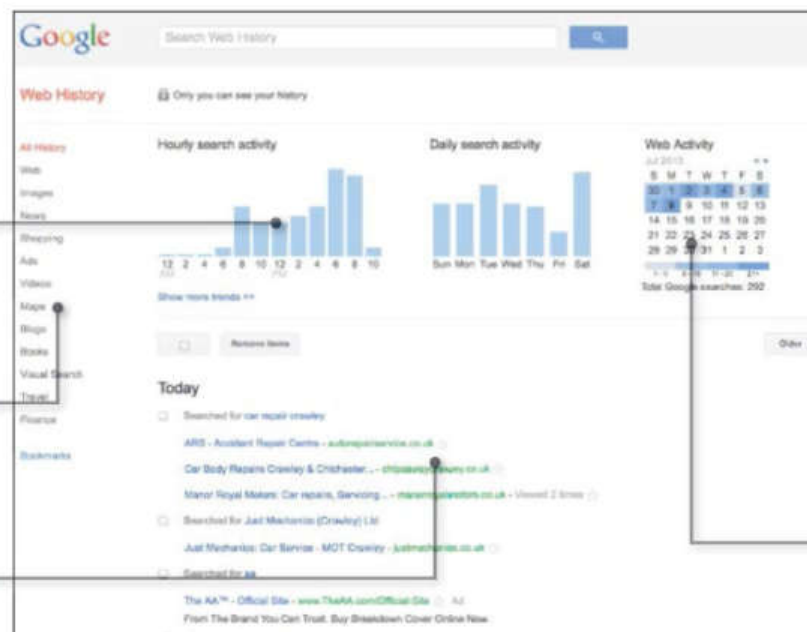 Google
Search Web History
Web History
Only you can see your history
All History
Web
Images
News
Shopping
Ads
Videos
Maps
Blogs
Books
Visual Search
Travel
Finance
Bookmarks
Hourly search activity
12 2 4 6 8 10 12 2 4 6 8 10
AM PM
Show more trends >>
Daily search activity
Sun Mon Tue Wed Thu Fri Sat
Web Activity
Jul 2013
S M T W T F S
30 1 2 3 4 5 6
7 8 9 10 11 12 13
14 15 16 17 18 19 20
21 22 23 24 25 26 27
28 29 30 31 1 2 3
Total Google searches: 292
Remove items
Older
Today
Searched for car repair crawley
ARS - Accident Repair Centre - autorepairservice.co.uk
Car Body Repairs Crawley & Chichester...
Manor Royal Motors: Car repairs, Servicing ... - Viewed 2 times
Searched for Just Mechanics (Crawley) Ltd
Just Mechanics: Car Service - MOT Crawley - justmechanics.co.uk
Searched for aa
The AA™ - Official Site - www.TheAA.com/Official-Site Ad
From The Brand You Can Trust. Buy Breakdown Cover Online Now.